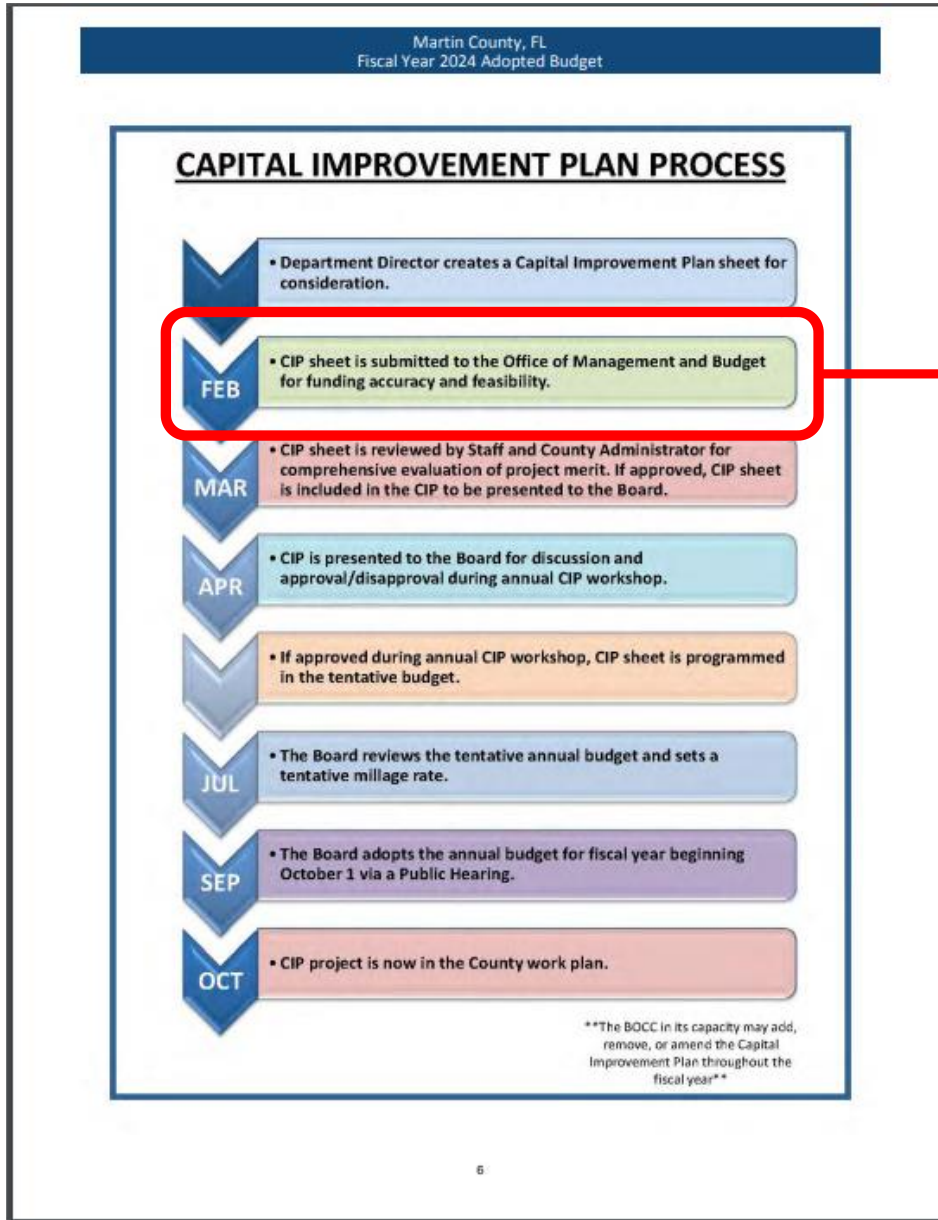 Martin County, FL
Fiscal Year 2024 Adopted Budget
CAPITAL IMPROVEMENT PLAN PROCESS
• Department Director creates a Capital Improvement Plan sheet for
consideration.
FEB
• CIP sheet is submitted to the Office of Management and Budget
for funding accuracy and feasibility.
MAR
• CIP sheet is reviewed by Staff and County Administrator for
comprehensive evaluation of project merit. If approved, CIP sheet
is included in the CIP to be presented to the Board.
APR
• CIP is presented to the Board for discussion and
approval/disapproval during annual CIP workshop.
• If approved during annual CIP workshop, CIP sheet is programmed
in the tentative budget.
JUL
• The Board reviews the tentative annual budget and sets a
tentative millage rate.
SEP
• The Board adopts the annual budget for fiscal year beginning
October 1 via a Public Hearing.
OCT
• CIP project is now in the County work plan.
**The BOCC in its capacity may add,
remove, or amend the Capital
Improvement Plan throughout the
fiscal year**
6